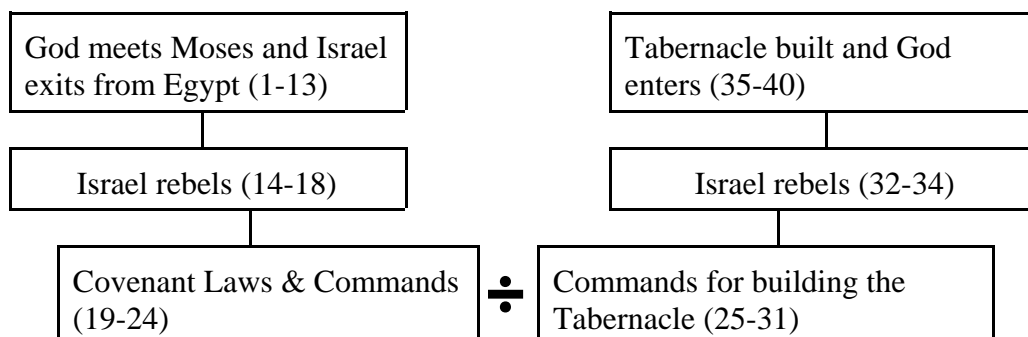 God meets Moses and Israel
exits from Egypt (1-13)
Tabernacle built and God
enters (35-40)
Israel rebels (14-18)
Israel rebels (32-34)
Covenant Laws & Commands
(19-24)
÷
Commands for building the
Tabernacle (25-31)